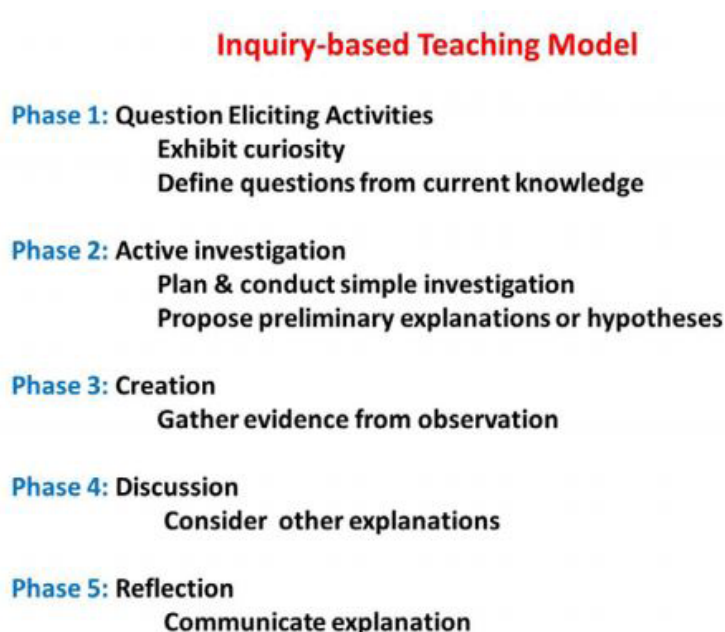 Inquiry-based Teaching Model
Phase 1: Question Eliciting Activities
Exhibit curiosity
Define questions from current knowledge
Phase 2: Active investigation
Plan & conduct simple investigation
Propose preliminary explanations or hypotheses
Phase 3: Creation
Gather evidence from observation
Phase 4: Discussion
Consider other explanations
Phase 5: Reflection
Communicate explanation